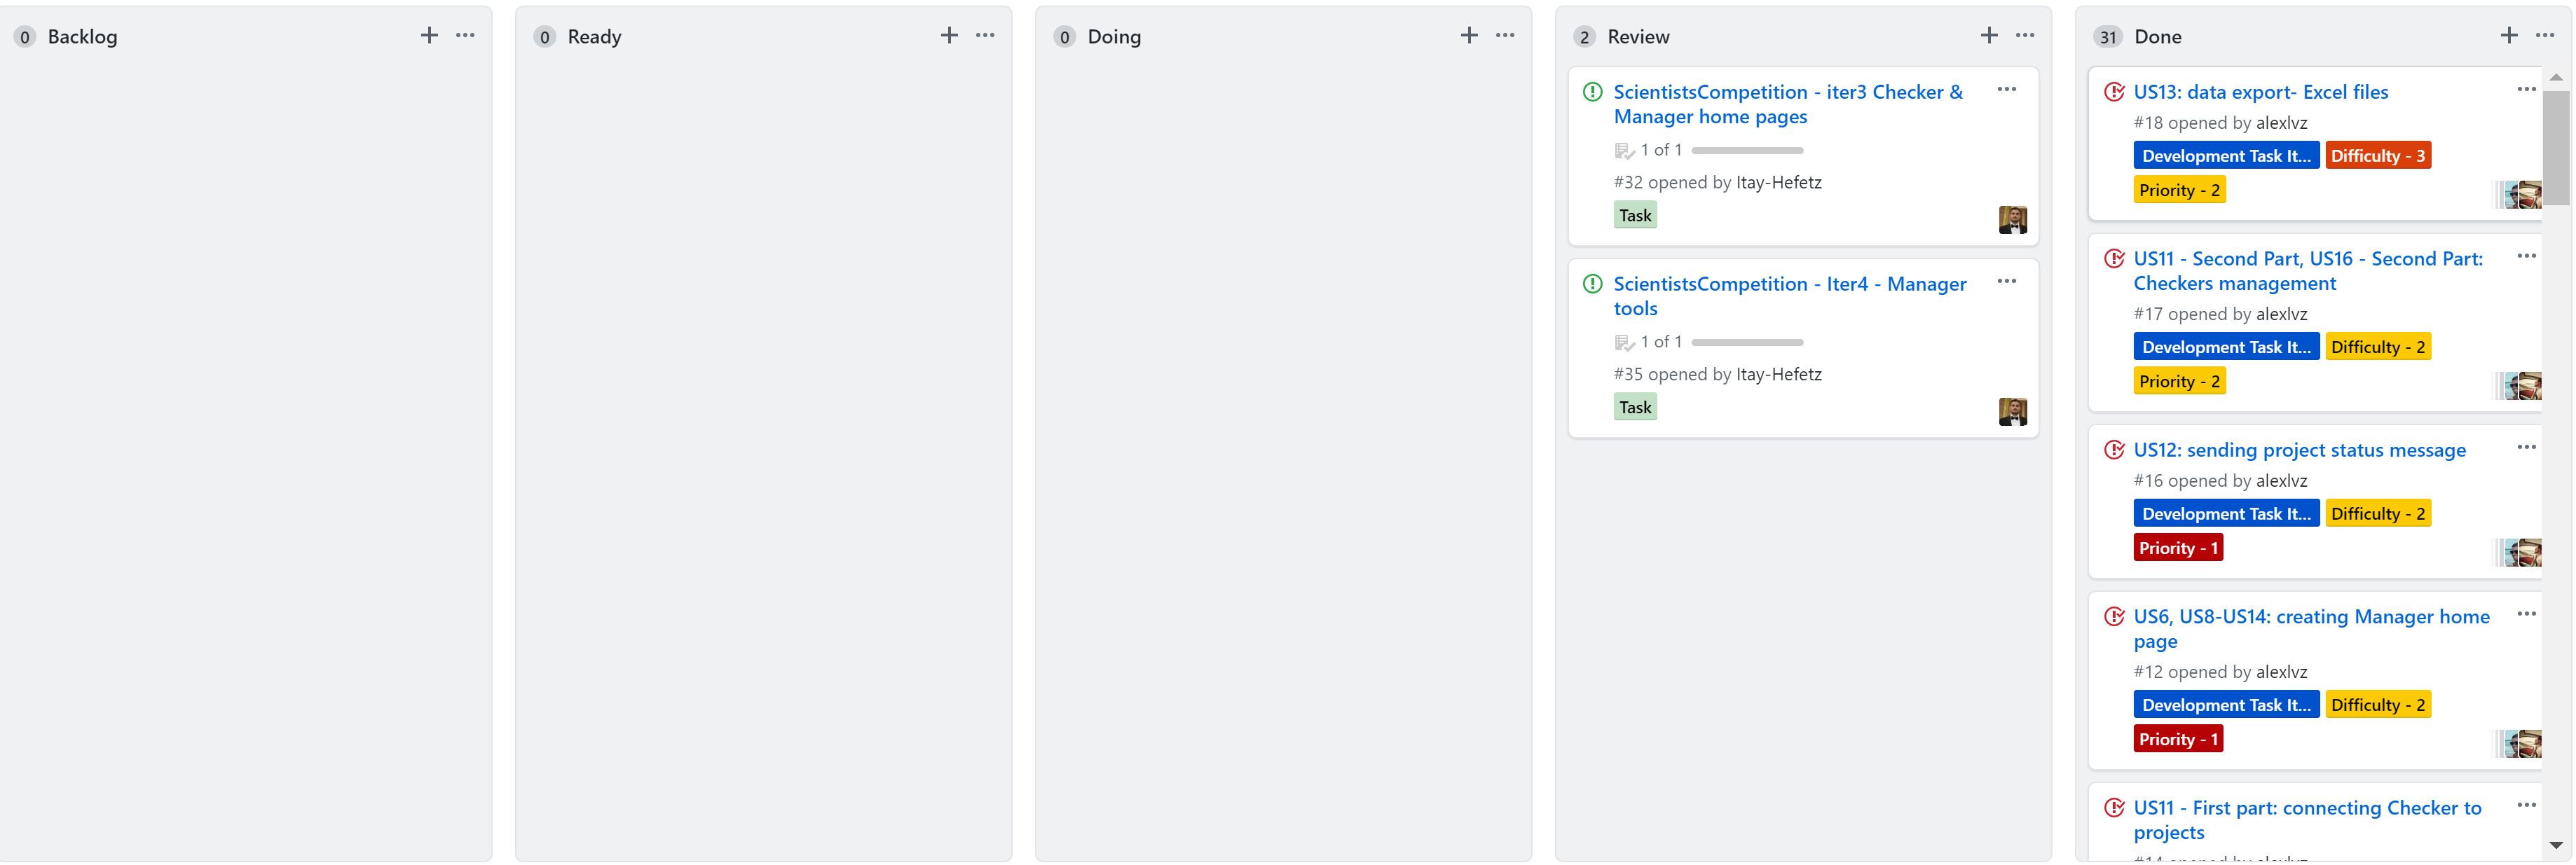 0 Backlog
0 Ready
0 Doing
2 Review
ScientistsCompetition - iter3 Checker &
Manager home pages
1 of 1
#32 opened by Itay-Hefetz
Task
ScientistsCompetition - Iter4 - Manager
tools
1 of 1
#35 opened by Itay-Hefetz
Task
31 Done
US13: data export- Excel files
#18 opened by alexlvz
Development Task It...
Difficulty - 3
Priority - 2
US11 - Second Part, US16 - Second Part:
Checkers management
#17 opened by alexlvz
Development Task It...
Difficulty - 2
Priority - 2
US12: sending project status message
#16 opened by alexlvz
Development Task It...
Difficulty - 2
Priority - 1
US6, US8-US14: creating Manager home
page
#12 opened by alexlvz
Development Task It...
Difficulty - 2
Priority - 1
US11 - First part: connecting Checker to
projects